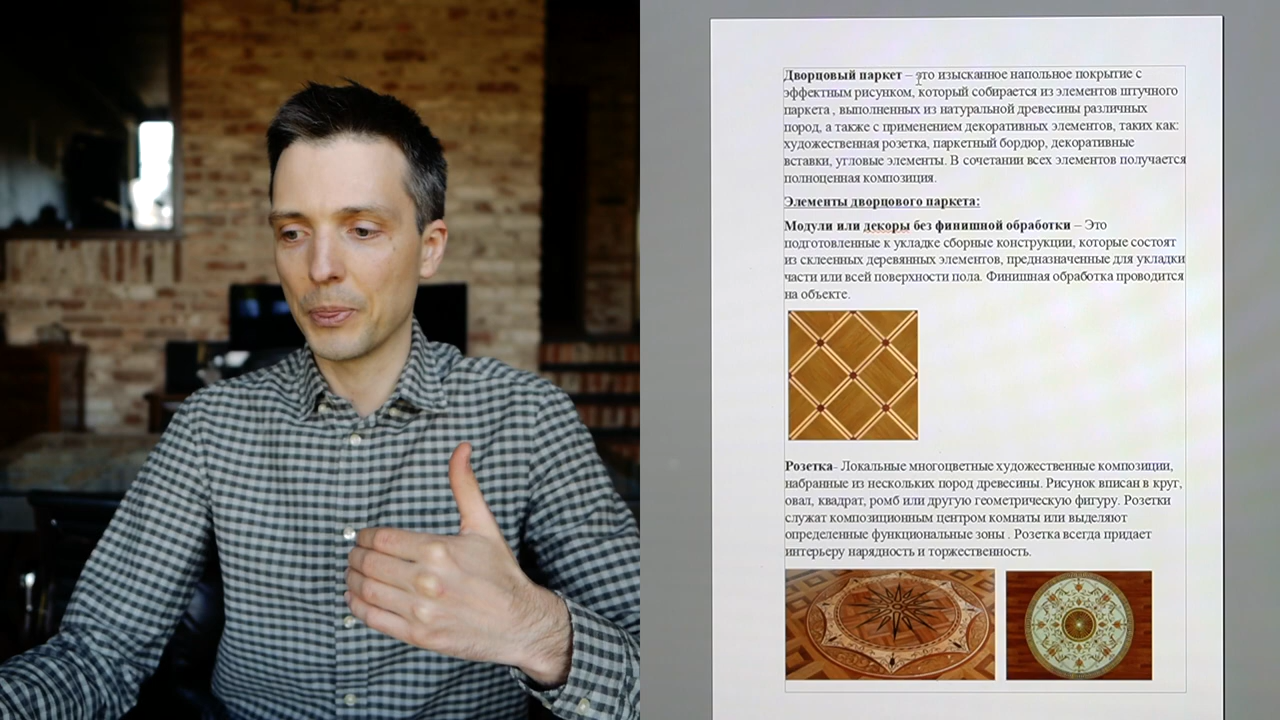 Дворцовый паркет – это изысканное напольное покрытие с
эффектным рисунком, который собирается из элементов штучного
паркета , выполненных из натуральной древесины различных
пород, а также с применением декоративных элементов, таких как:
художественная розетка, паркетный бордюр, декоративные
вставки, угловые элементы. В сочетании всех элементов получается
полноценная композиция.
Элементы дворцового паркета:
Модули или декоры без финишной обработки – Это
подготовленные к укладке сборные конструкции, которые состоят
из склеенных деревянных элементов, предназначенные для укладки
части или всей поверхности пола. Финишная обработка проводится
на объекте.
Розетка- Локальные многоцветные художественные композиции,
набранные из нескольких пород древесины. Рисунок вписан в круг,
овал, квадрат, ромб или другую геометрическую фигуру. Розетки
служат композиционным центром комнаты или выделяют
определенные функциональные зоны . Розетка всегда придает
интерьеру нарядность и торжественность.